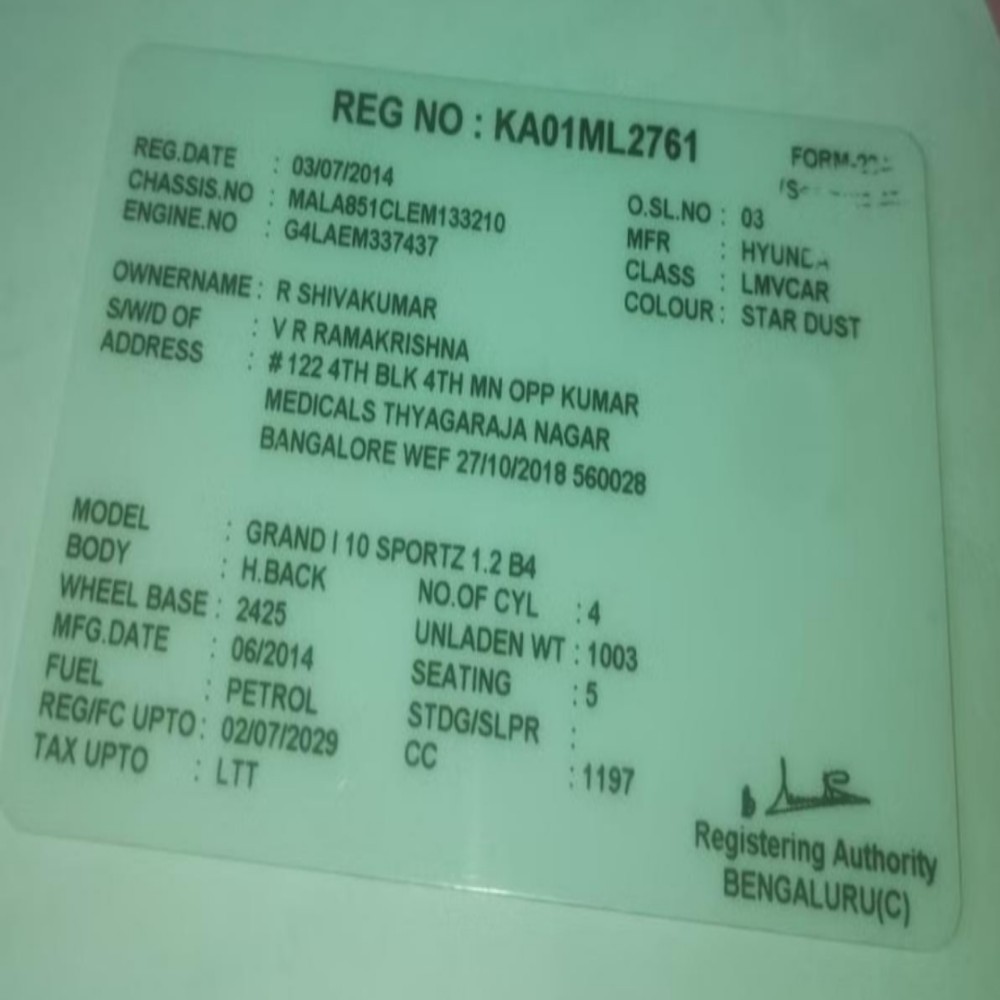 REG NO : KA01ML2761
REG.DATE : 03/07/2014
CHASSIS.NO : MALA851CLEM133210
ENGINE.NO : G4LAEM337437
O.SL.NO : 03
MFR :
CLASS : LMVCAR
COLOUR : STAR DUST
OWNERNAME : R SHIVAKUMAR
S/W/D OF : V R RAMAKRISHNA
ADDRESS : # 122 4TH BLK 4TH MN OPP KUMAR
MEDICALS THYAGARAJA NAGAR
BANGALORE WEF 27/10/2018 560028
MODEL : GRAND I 10 SPORTZ 1.2 B4
BODY : H.BACK
WHEEL BASE : 2425
MFG.DATE : 06/2014
FUEL : PETROL
REG/FC UPTO : 02/07/2029
TAX UPTO : LTT
NO.OF CYL : 4
UNLADEN WT : 1003
SEATING : 5
STDG/SLPR :
CC : 1197
Registering Authority
BENGALURU(C)